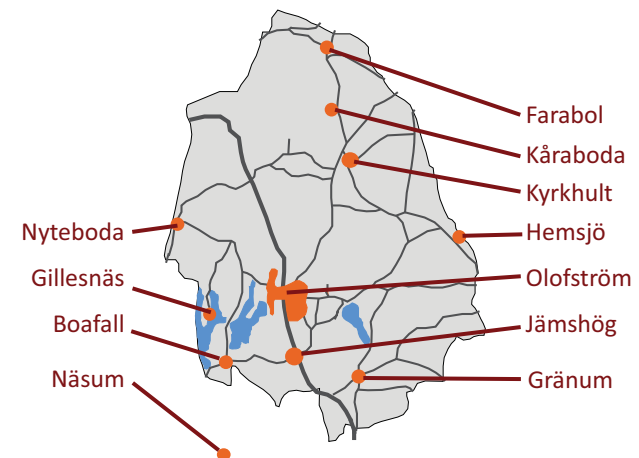 Farabol
Kåraboda
Kyrkhult
Nyteboda
Hemsjö
Gillesnäs
Olofström
Boafall
Jämshög
Näsum
Gränum